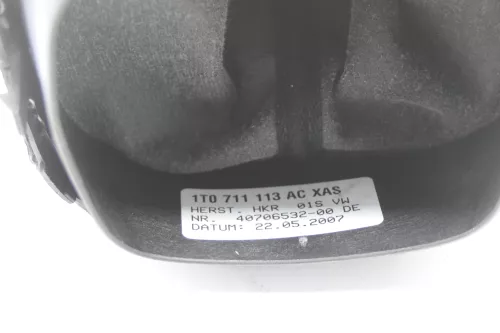 1T0 711 113 AC XAS
HERST. HKR 01S VW
NR. 40706532-00 DE
DATUM: 22.05.2007